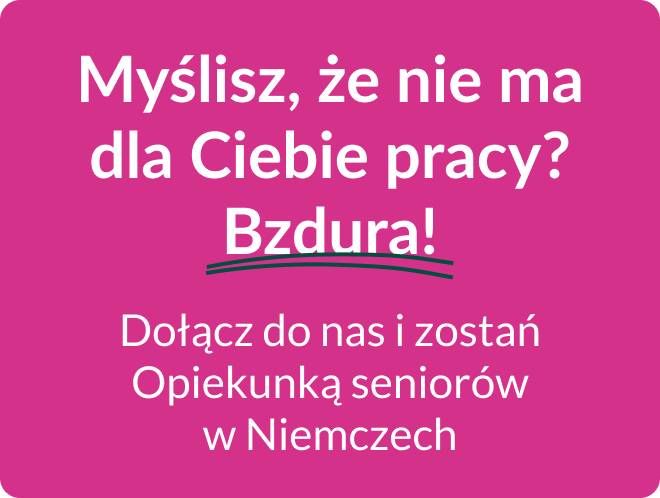 Myślisz, że nie ma
dla Ciebie pracy?
Bzdura!
Dołącz do nas i zostań
Opiekunką seniorów
w Niemczech